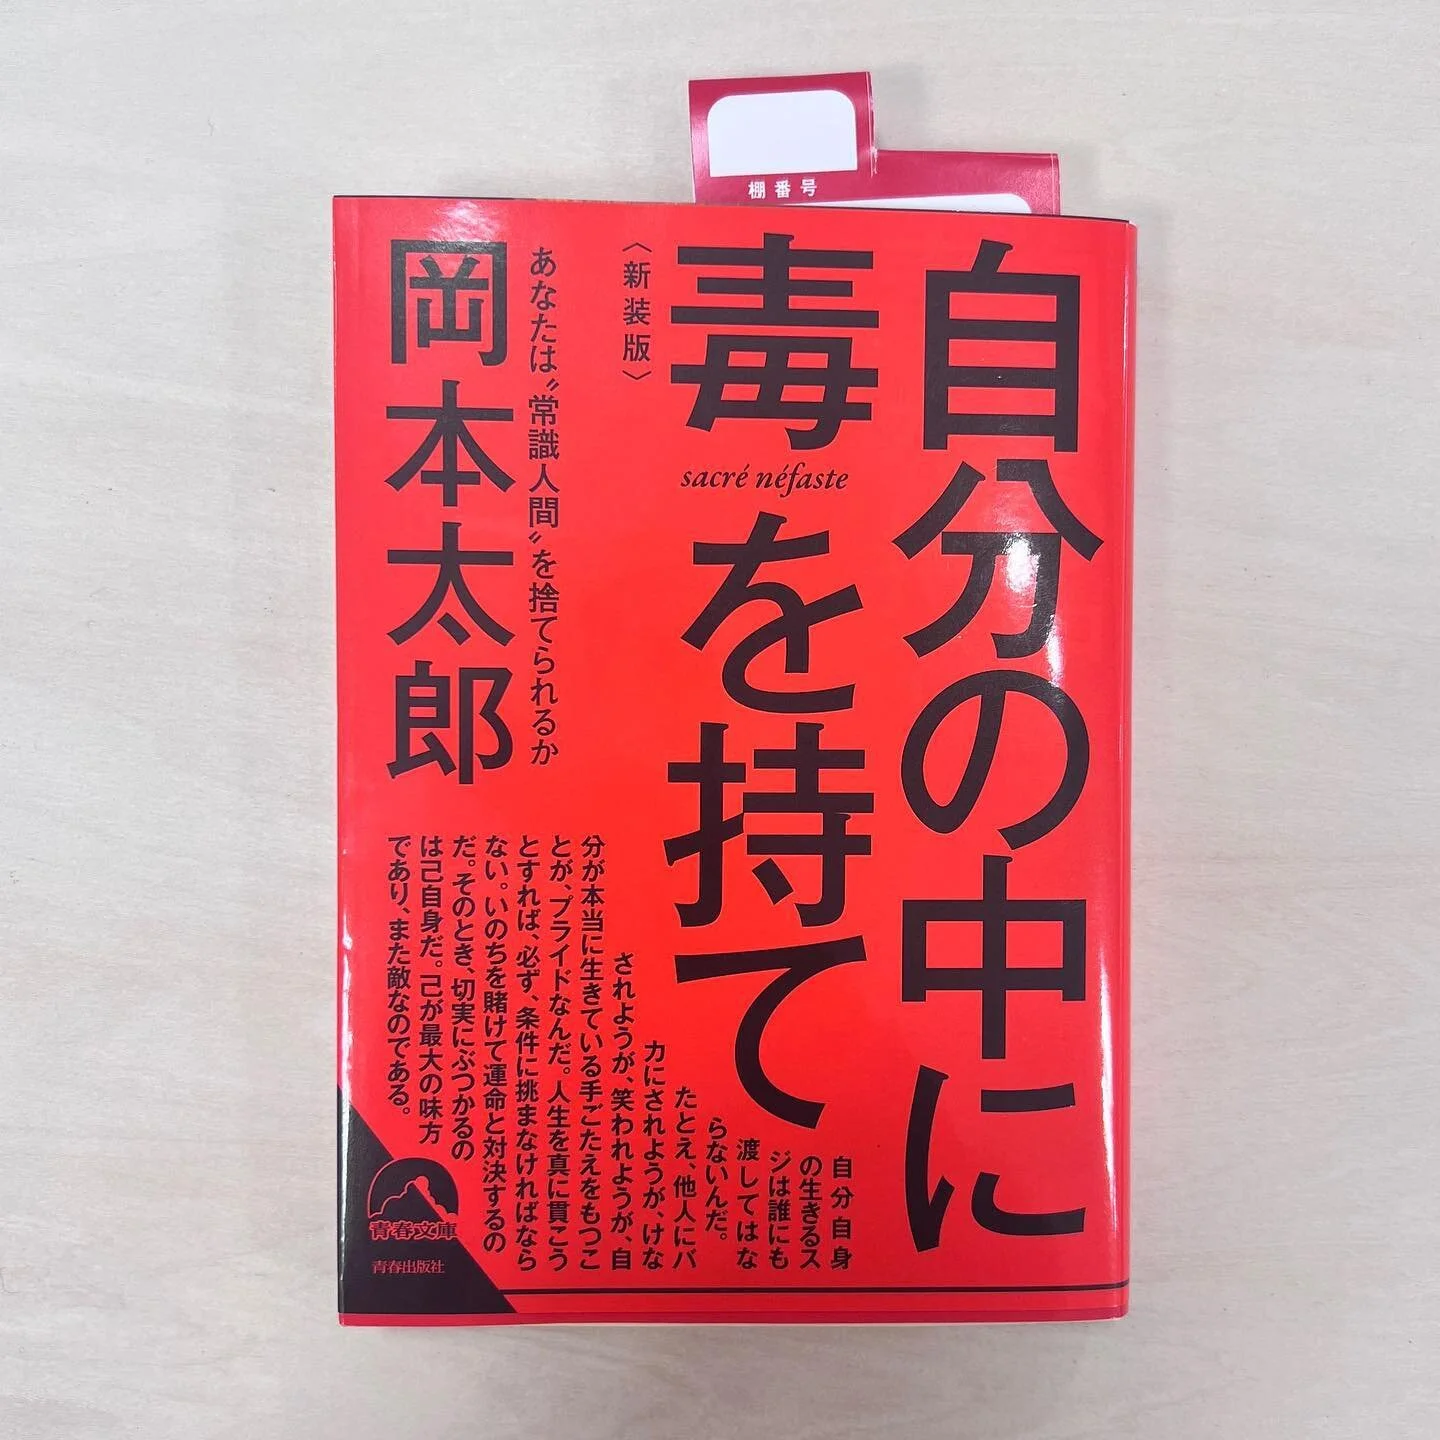 棚番号
自分の中に
毒を持て
sacré néfaste
〈新装版〉
あなたは〝常識人間〟を捨てられるか
岡本太郎
自分自身
の生きるス
ジは誰にも
渡してはな
らないんだ。
たとえ、他人にバ
力にされようが、けな
されようが、笑われようが、自
分が本当に生きている手ごたえをもつこ
とが、プライドなんだ。人生を真に貫こう
とすれば、必ず、条件に挑まなければなら
ない。いのちを賭けて運命と対決するの
だ。そのとき、切実にぶつかるの
は己自身だ。己が最大の味方
であり、また敵なのである。
青春文庫
青春出版社